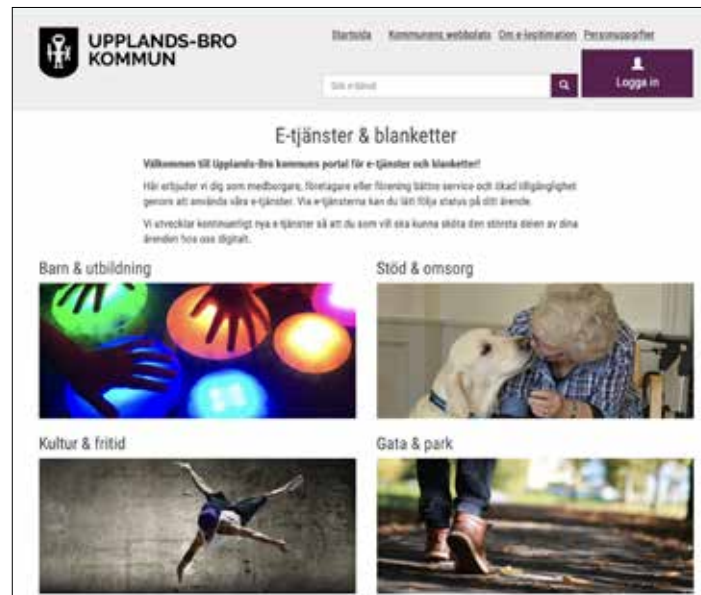 UPPLANDS-BRO
KOMMUN
Startsida Kommunens webbplats Om e-legitimation Personuppgifter
Sök e-tjänst
Logga in
E-tjänster & blanketter
Välkommen till Upplands-Bro kommuns portal för e-tjänster och blanketter!
Här erbjuder vi dig som medborgare, företagare eller förening bättre service och ökad tillgänglighet
genom att använda våra e-tjänster. Via e-tjänsterna kan du lätt följa status på ditt ärende.
Vi utvecklar kontinuerligt nya e-tjänster så att du som vill ska kunna sköta den största delen av dina
ärenden hos oss digitalt.
Barn & utbildning
Stöd & omsorg
Kultur & fritid
Gata & park